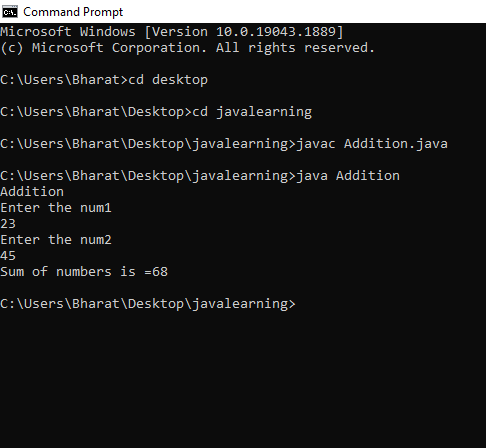 Command Prompt
Microsoft Windows [Version 10.0.19043.1889]
(c) Microsoft Corporation. All rights reserved.
C:\Users\Bharat>cd desktop
C:\Users\Bharat\Desktop>cd javalearning
C:\Users\Bharat\Desktop\javalearning>javac Addition.java
C:\Users\Bharat\Desktop\javalearning>java Addition
Addition
Enter the num1
23
Enter the num2
45
Sum of numbers is =68
C:\Users\Bharat\Desktop\javalearning>